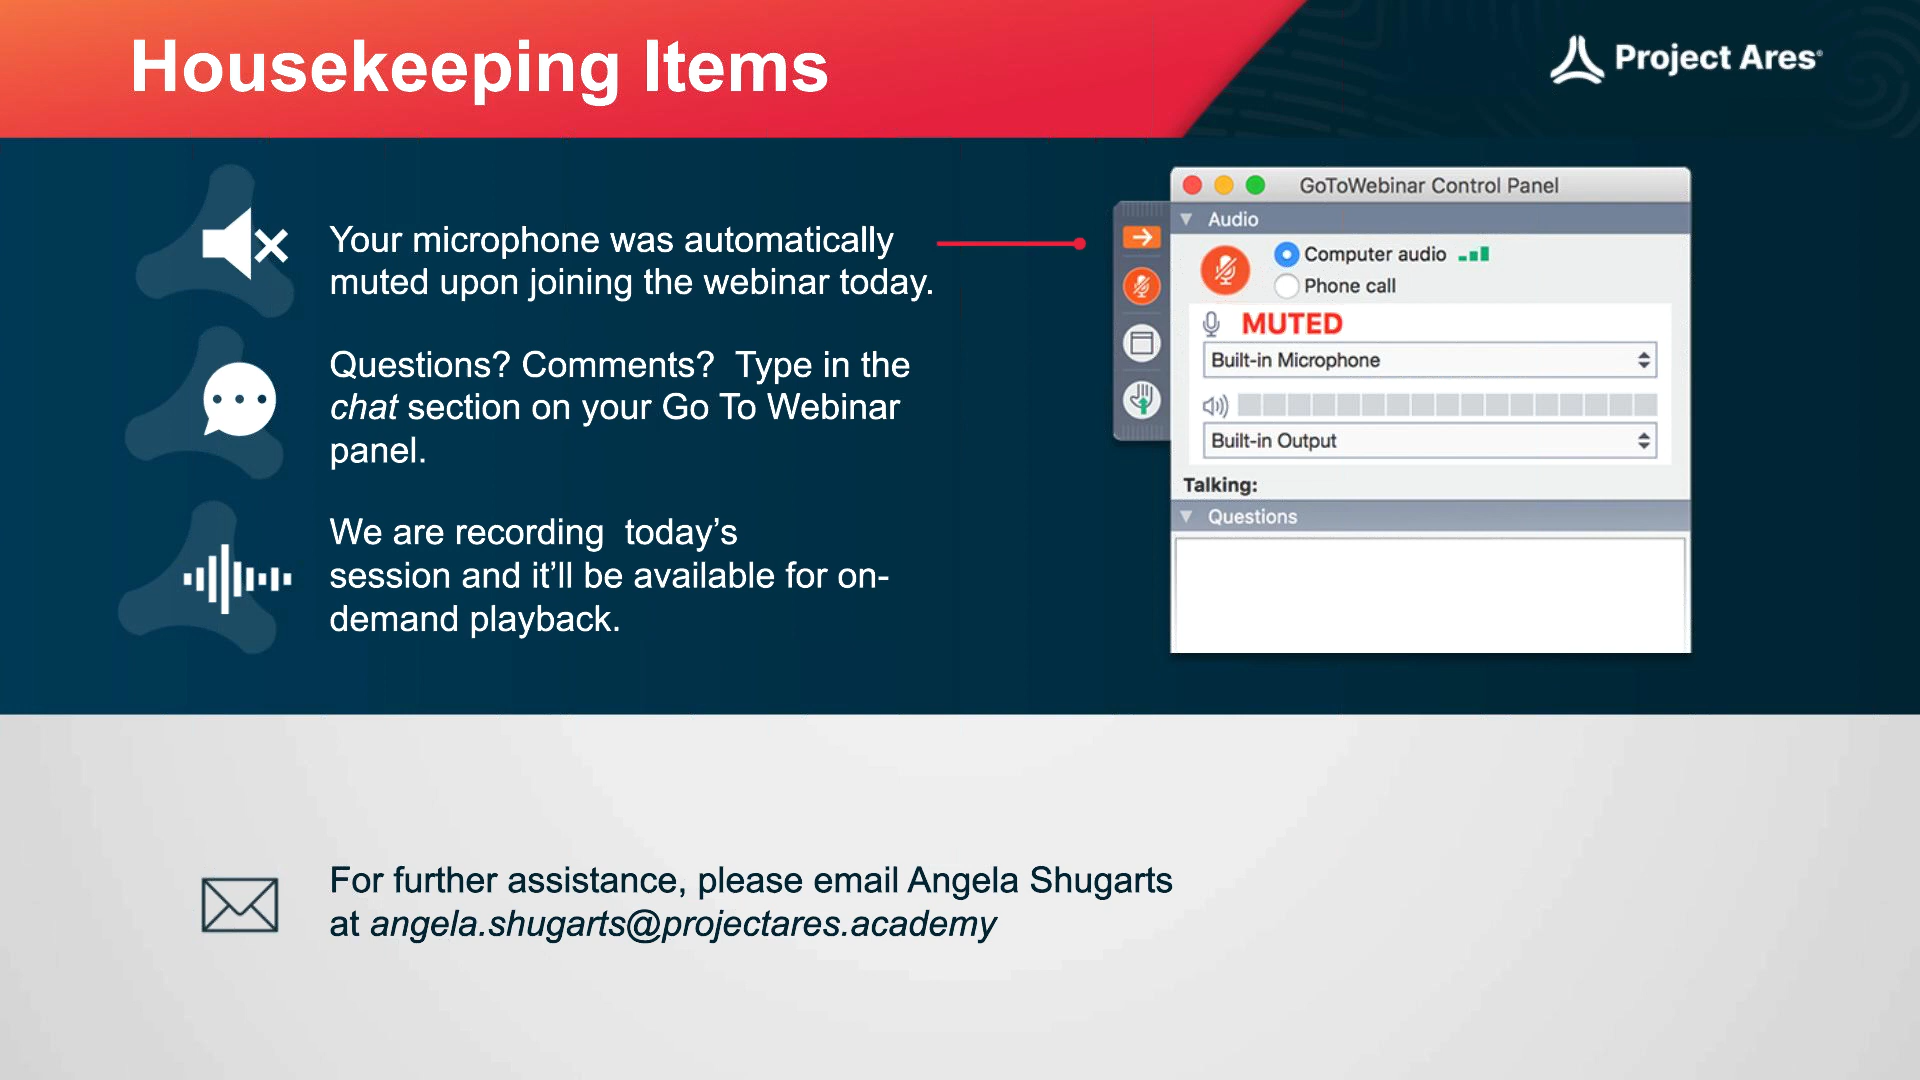 Housekeeping Items
Project Ares®
Your microphone was automatically
muted upon joining the webinar today.
Questions? Comments?  Type in the
chat section on your Go To Webinar
panel.
We are recording  today’s
session and it’ll be available for on-
demand playback.
GoToWebinar Control Panel
Audio
Computer audio
Phone call
MUTED
Built-in Microphone
Built-in Output
Talking:
Questions
For further assistance, please email Angela Shugarts
at angela.shugarts@projectares.academy